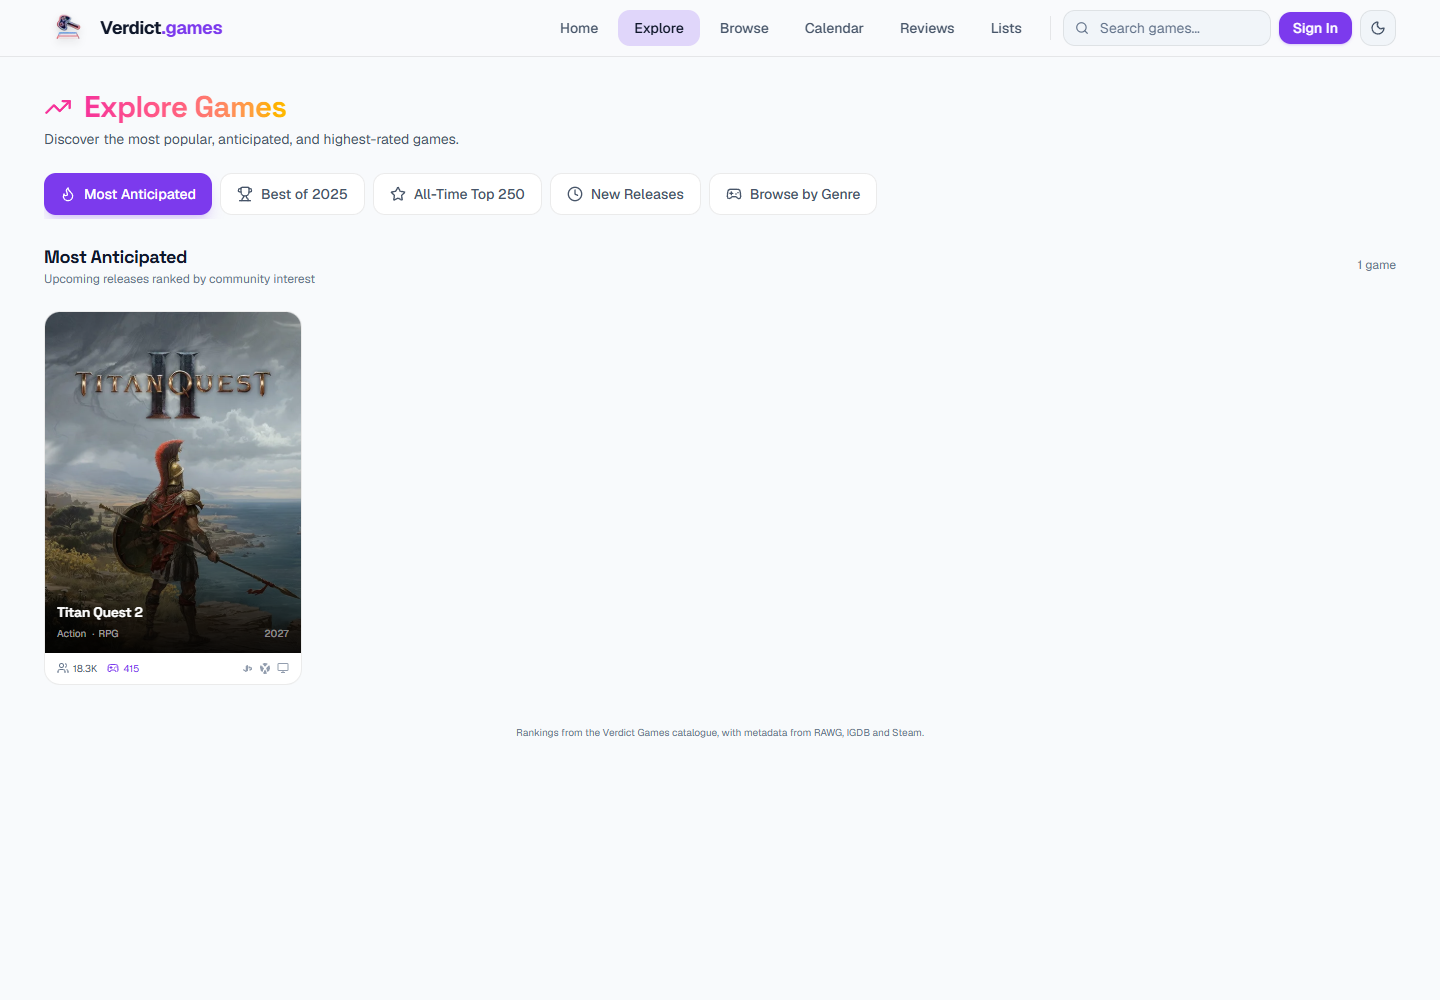 Verdict.games
Home
Explore
Browse
Calendar
Reviews
Lists
Search games...
Sign In
Explore Games
Discover the most popular, anticipated, and highest-rated games.
Most Anticipated
Best of 2025
All-Time Top 250
New Releases
Browse by Genre
Most Anticipated
Upcoming releases ranked by community interest
1 game
II
TITAN QUEST
Titan Quest 2
Action · RPG
2027
18.3K
415
Rankings from the Verdict Games catalogue, with metadata from RAWG, IGDB and Steam.